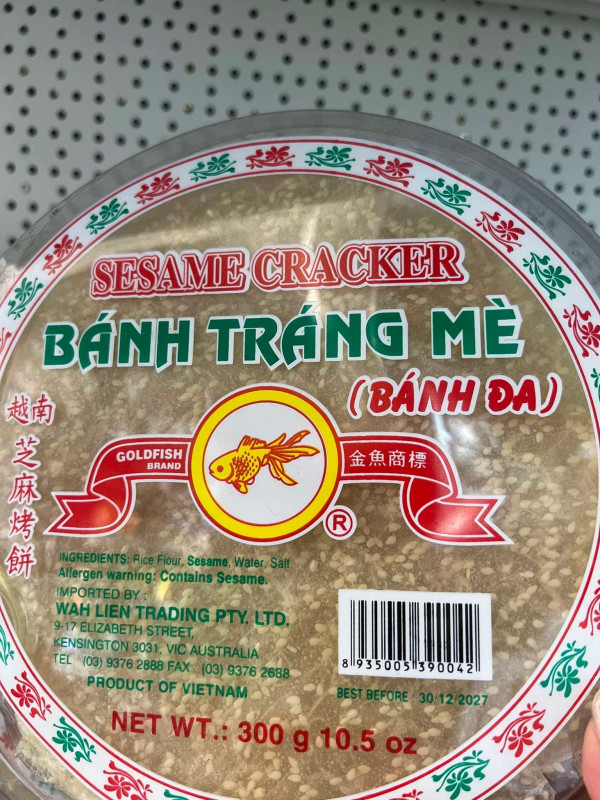 SESAME CRACKER
BÁNH TRÁNG MÈ
(BÁNH ĐA)
越南
芝麻烤餅
GOLDFISH
BRAND
金魚商標
®
INGREDIENTS: Rice Flour, Sesame, Water, Salt
Allergen warning: Contains Sesame.
IMPORTED BY :
WAH LIEN TRADING PTY. LTD.
9-17 ELIZABETH STREET,
KENSINGTON 3031, VIC AUSTRALIA
TEL (03) 9376 2888 FAX : (03) 9376 2688
PRODUCT OF VIETNAM
8 935005 390042
BEST BEFORE 30/12/2027
NET WT.: 300 g 10.5 oz